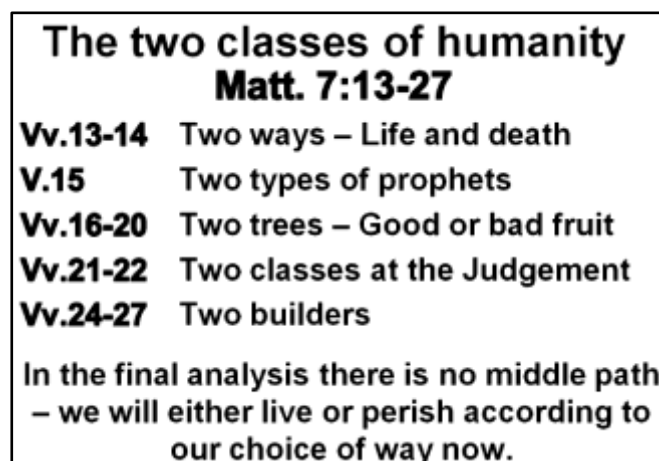 The two classes of humanity
Matt. 7:13-27
Vv.13-14 Two ways – Life and death
V.15 Two types of prophets
Vv.16-20 Two trees – Good or bad fruit
Vv.21-22 Two classes at the Judgement
Vv.24-27 Two builders
In the final analysis there is no middle path
– we will either live or perish according to
our choice of way now.